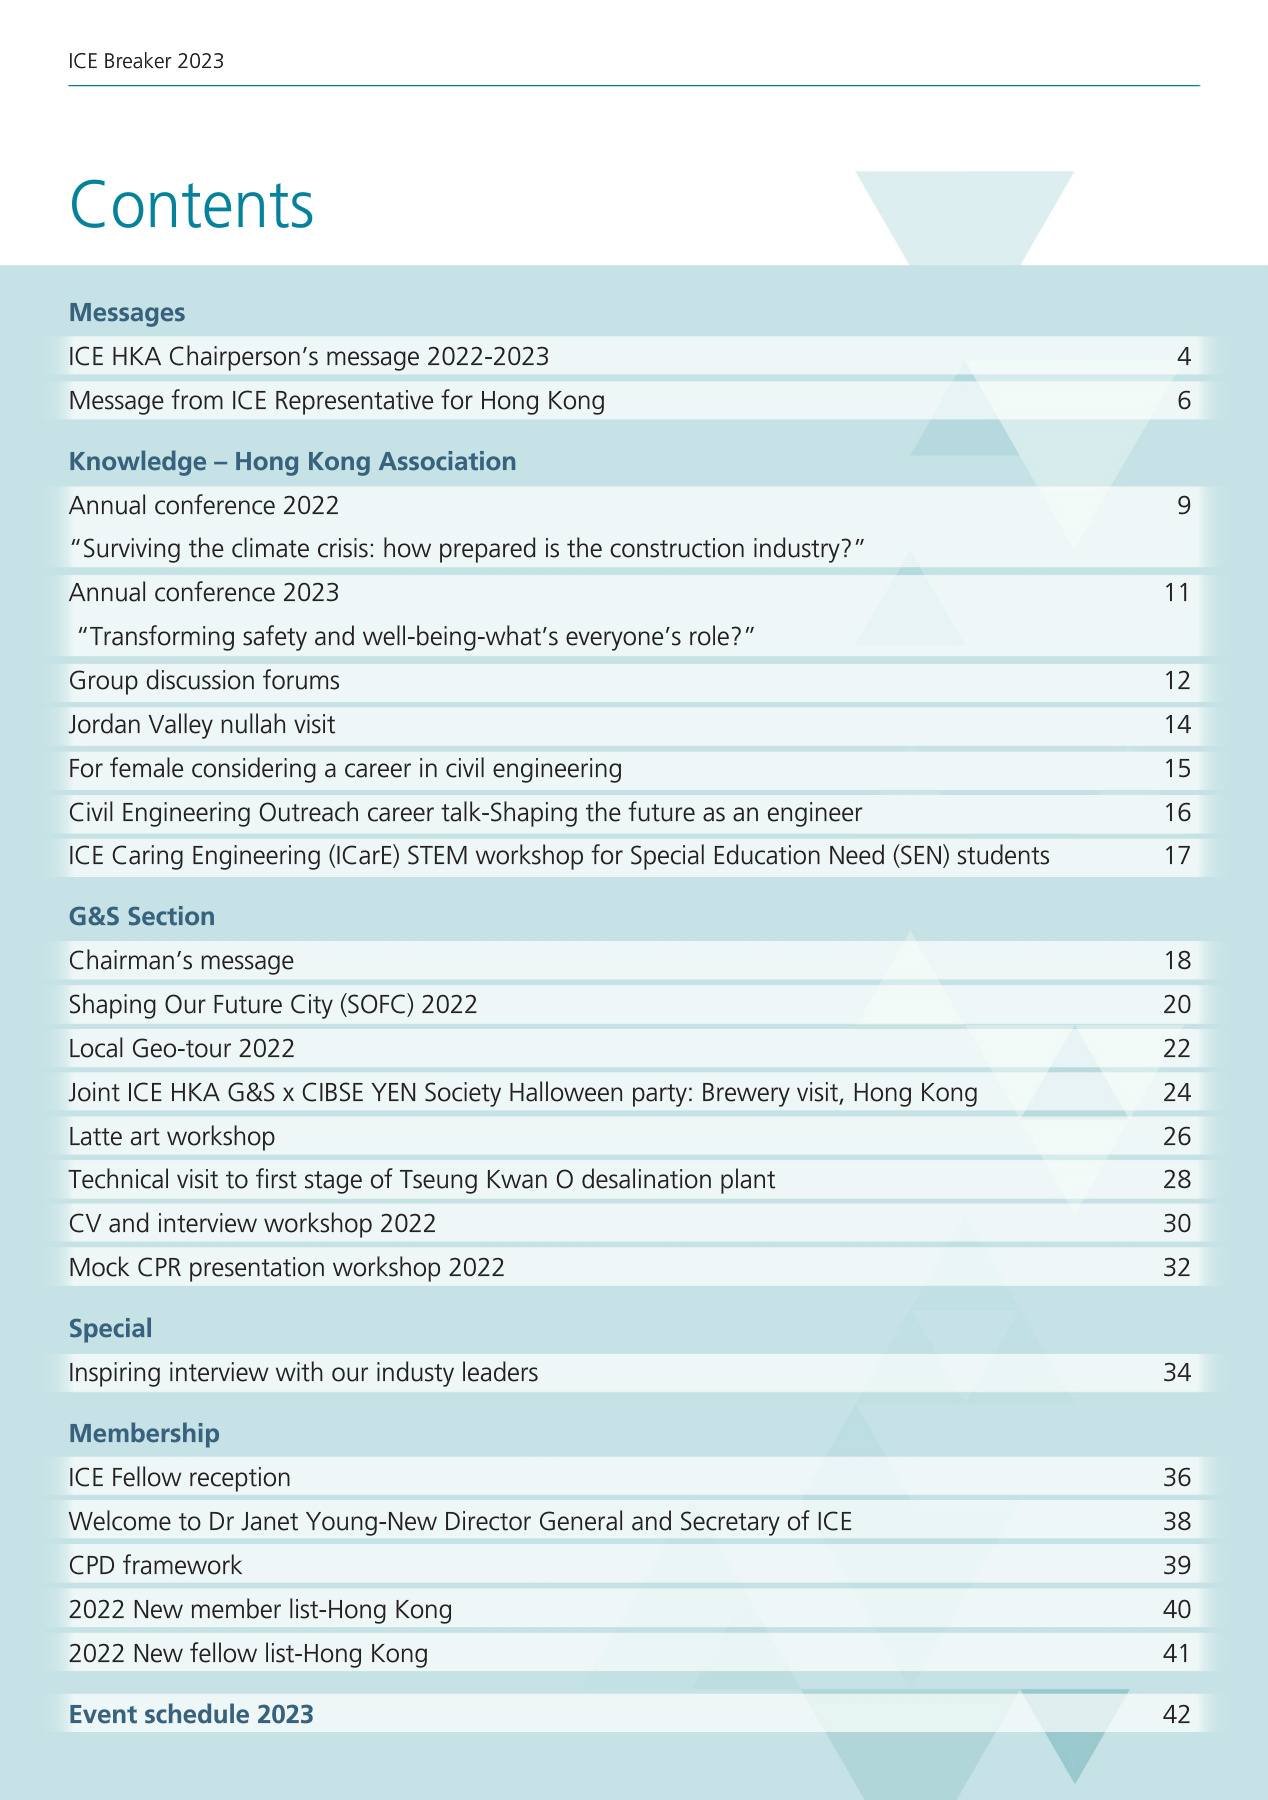 ICE Breaker 2023
Contents
Messages
ICE HKA Chairperson’s message 2022-2023 4
Message from ICE Representative for Hong Kong 6
Knowledge – Hong Kong Association
Annual conference 2022 9
“Surviving the climate crisis: how prepared is the construction industry?”
Annual conference 2023 11
“Transforming safety and well-being-what’s everyone’s role?”
Group discussion forums 12
Jordan Valley nullah visit 14
For female considering a career in civil engineering 15
Civil Engineering Outreach career talk-Shaping the future as an engineer 16
ICE Caring Engineering (ICarE) STEM workshop for Special Education Need (SEN) students 17
G&S Section
Chairman’s message 18
Shaping Our Future City (SOFC) 2022 20
Local Geo-tour 2022 22
Joint ICE HKA G&S x CIBSE YEN Society Halloween party: Brewery visit, Hong Kong 24
Latte art workshop 26
Technical visit to first stage of Tseung Kwan O desalination plant 28
CV and interview workshop 2022 30
Mock CPR presentation workshop 2022 32
Special
Inspiring interview with our industy leaders 34
Membership
ICE Fellow reception 36
Welcome to Dr Janet Young-New Director General and Secretary of ICE 38
CPD framework 39
2022 New member list-Hong Kong 40
2022 New fellow list-Hong Kong 41
Event schedule 2023 42